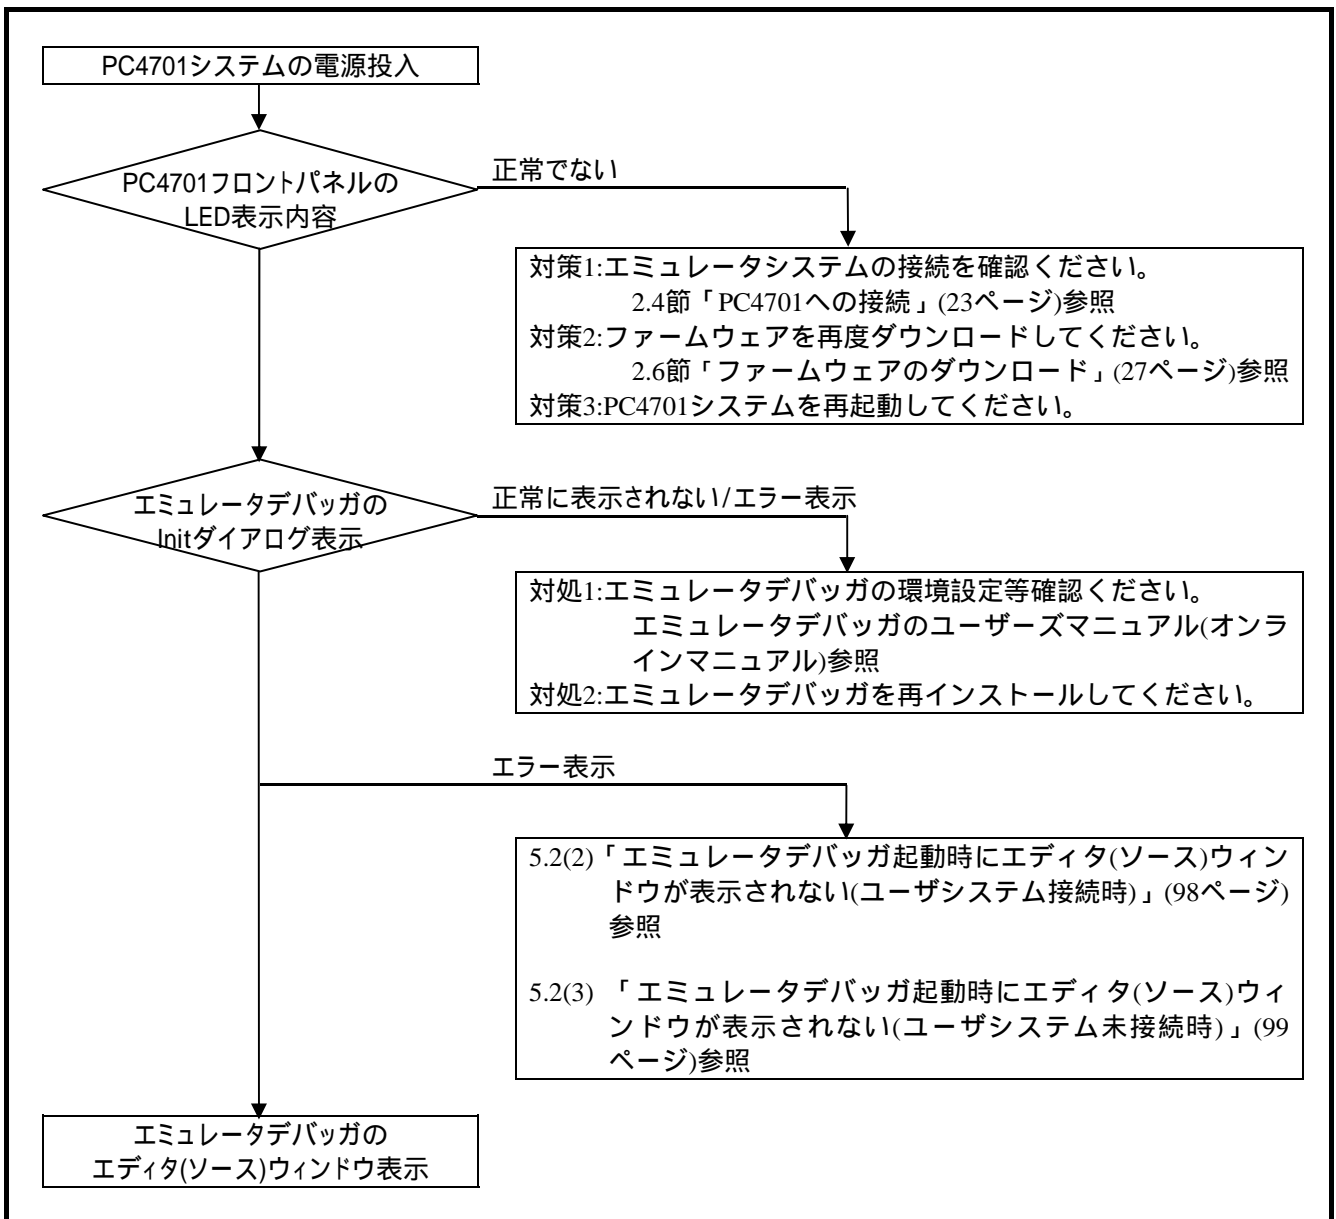 PC4701システムの電源投入
PC4701フロントパネルの
LED表示内容
正常でない
対策1:エミュレータシステムの接続を確認ください。
2.4節「PC4701への接続」(23ページ)参照
対策2:ファームウェアを再度ダウンロードしてください。
2.6節「ファームウェアのダウンロード」(27ページ)参照
対策3:PC4701システムを再起動してください。
エミュレータデバッガの
Initダイアログ表示
正常に表示されない/エラー表示
対処1:エミュレータデバッガの環境設定等確認ください。
エミュレータデバッガのユーザーズマニュアル(オンラ
インマニュアル)参照
対処2:エミュレータデバッガを再インストールしてください。
エラー表示
5.2(2)「エミュレータデバッガ起動時にエディタ(ソース)ウィン
ドウが表示されない(ユーザシステム接続時)」(98ページ)
参照
5.2(3) 「エミュレータデバッガ起動時にエディタ(ソース)ウィ
ンドウが表示されない(ユーザシステム未接続時)」(99
ページ)参照
エミュレータデバッガの
エディタ(ソース)ウィンドウ表示